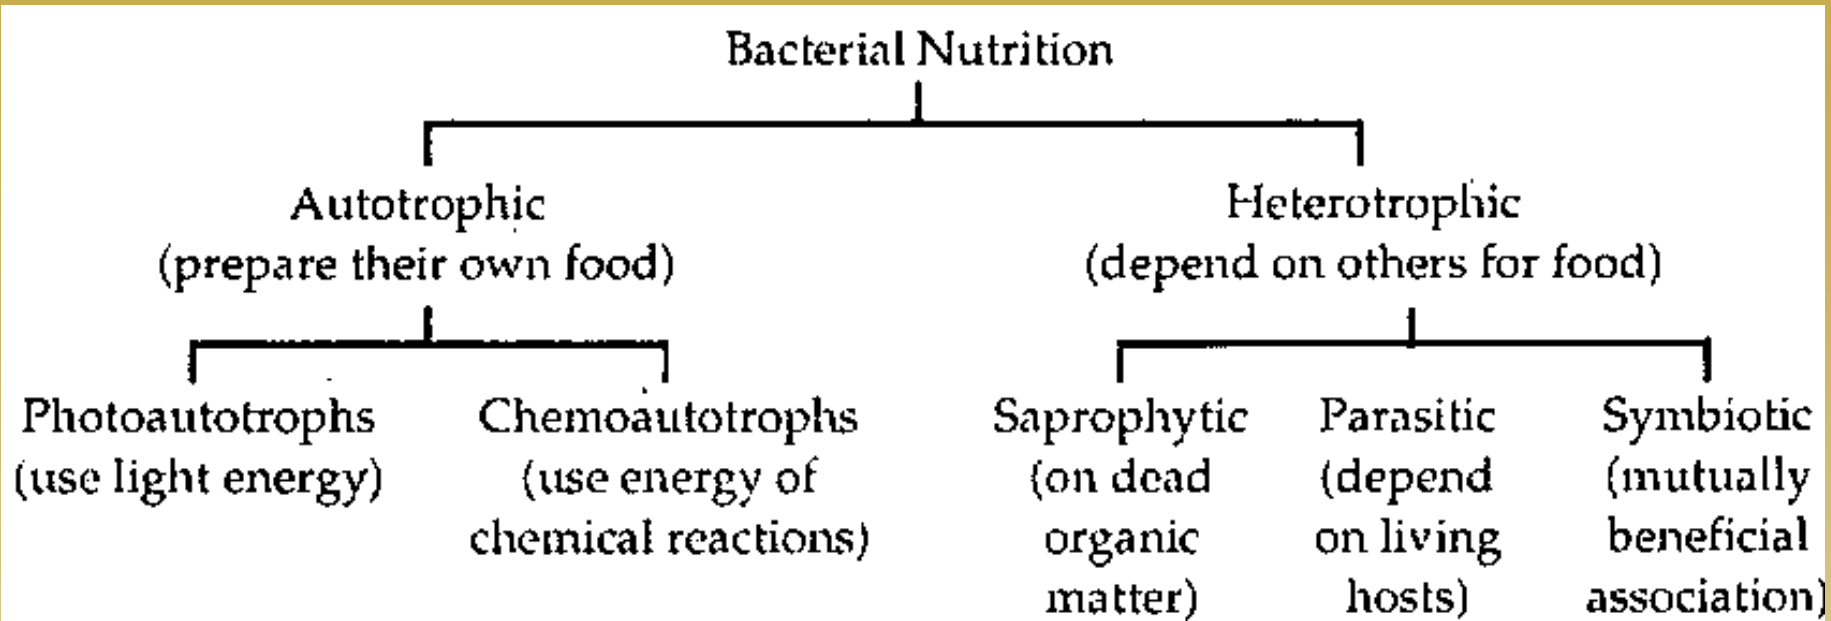 Bacterial Nutrition
Autotrophic
(prepare their own food)
Heterotrophic
(depend on others for food)
Photoautotrophs
(use light energy)
Chemoautotrophs
(use energy of
chemical reactions)
Saprophytic
(on dead
organic
matter)
Parasitic
(depend
on living
hosts)
Symbiotic
(mutually
beneficial
association)